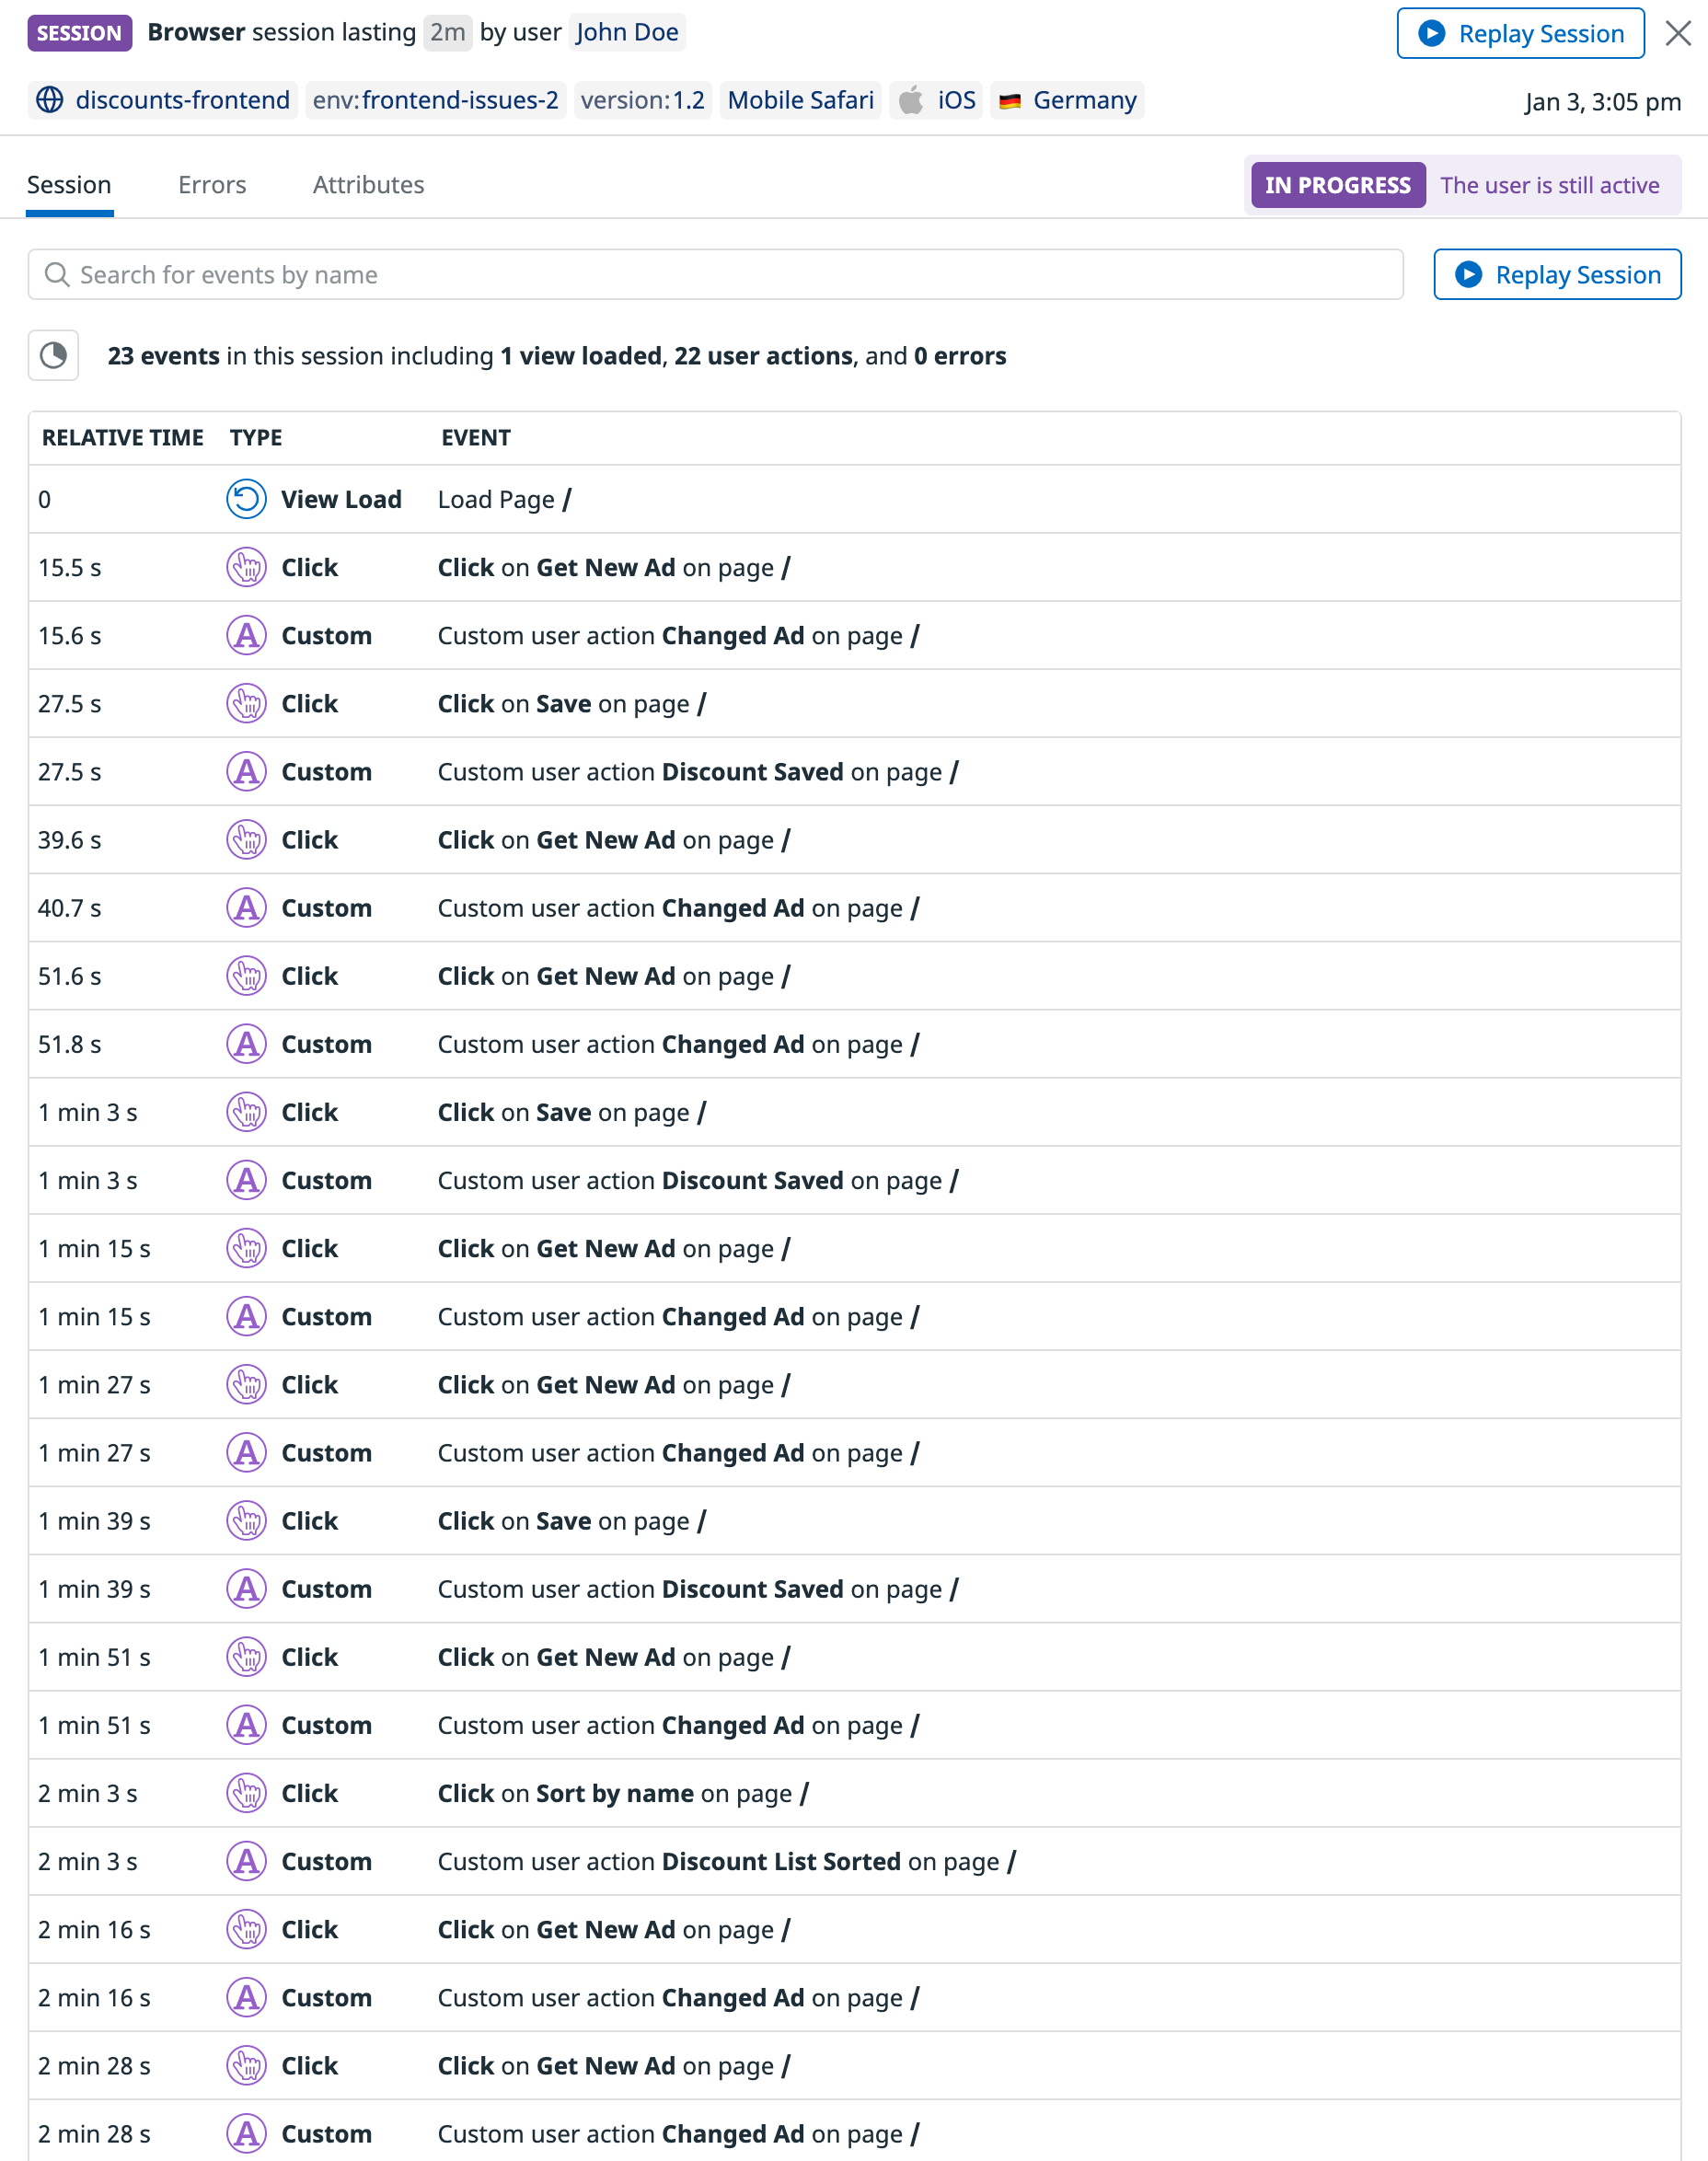 SESSION Browser session lasting 2m by user John Doe Replay Session
discounts-frontend env:frontend-issues-2 version:1.2 Mobile Safari iOS Germany Jan 3, 3:05 pm
Session Errors Attributes IN PROGRESS The user is still active
Search for events by name Replay Session
23 events in this session including 1 view loaded, 22 user actions, and 0 errors
RELATIVE TIME TYPE EVENT
0 View Load Load Page /
15.5 s Click Click on Get New Ad on page /
15.6 s A Custom Custom user action Changed Ad on page /
27.5 s Click Click on Save on page /
27.5 s A Custom Custom user action Discount Saved on page /
39.6 s Click Click on Get New Ad on page /
40.7 s A Custom Custom user action Changed Ad on page /
51.6 s Click Click on Get New Ad on page /
51.8 s A Custom Custom user action Changed Ad on page /
1 min 3 s Click Click on Save on page /
1 min 3 s A Custom Custom user action Discount Saved on page /
1 min 15 s Click Click on Get New Ad on page /
1 min 15 s A Custom Custom user action Changed Ad on page /
1 min 27 s Click Click on Get New Ad on page /
1 min 27 s A Custom Custom user action Changed Ad on page /
1 min 39 s Click Click on Save on page /
1 min 39 s A Custom Custom user action Discount Saved on page /
1 min 51 s Click Click on Get New Ad on page /
1 min 51 s A Custom Custom user action Changed Ad on page /
2 min 3 s Click Click on Sort by name on page /
2 min 3 s A Custom Custom user action Discount List Sorted on page /
2 min 16 s Click Click on Get New Ad on page /
2 min 16 s A Custom Custom user action Changed Ad on page /
2 min 28 s Click Click on Get New Ad on page /
2 min 28 s A Custom Custom user action Changed Ad on page /